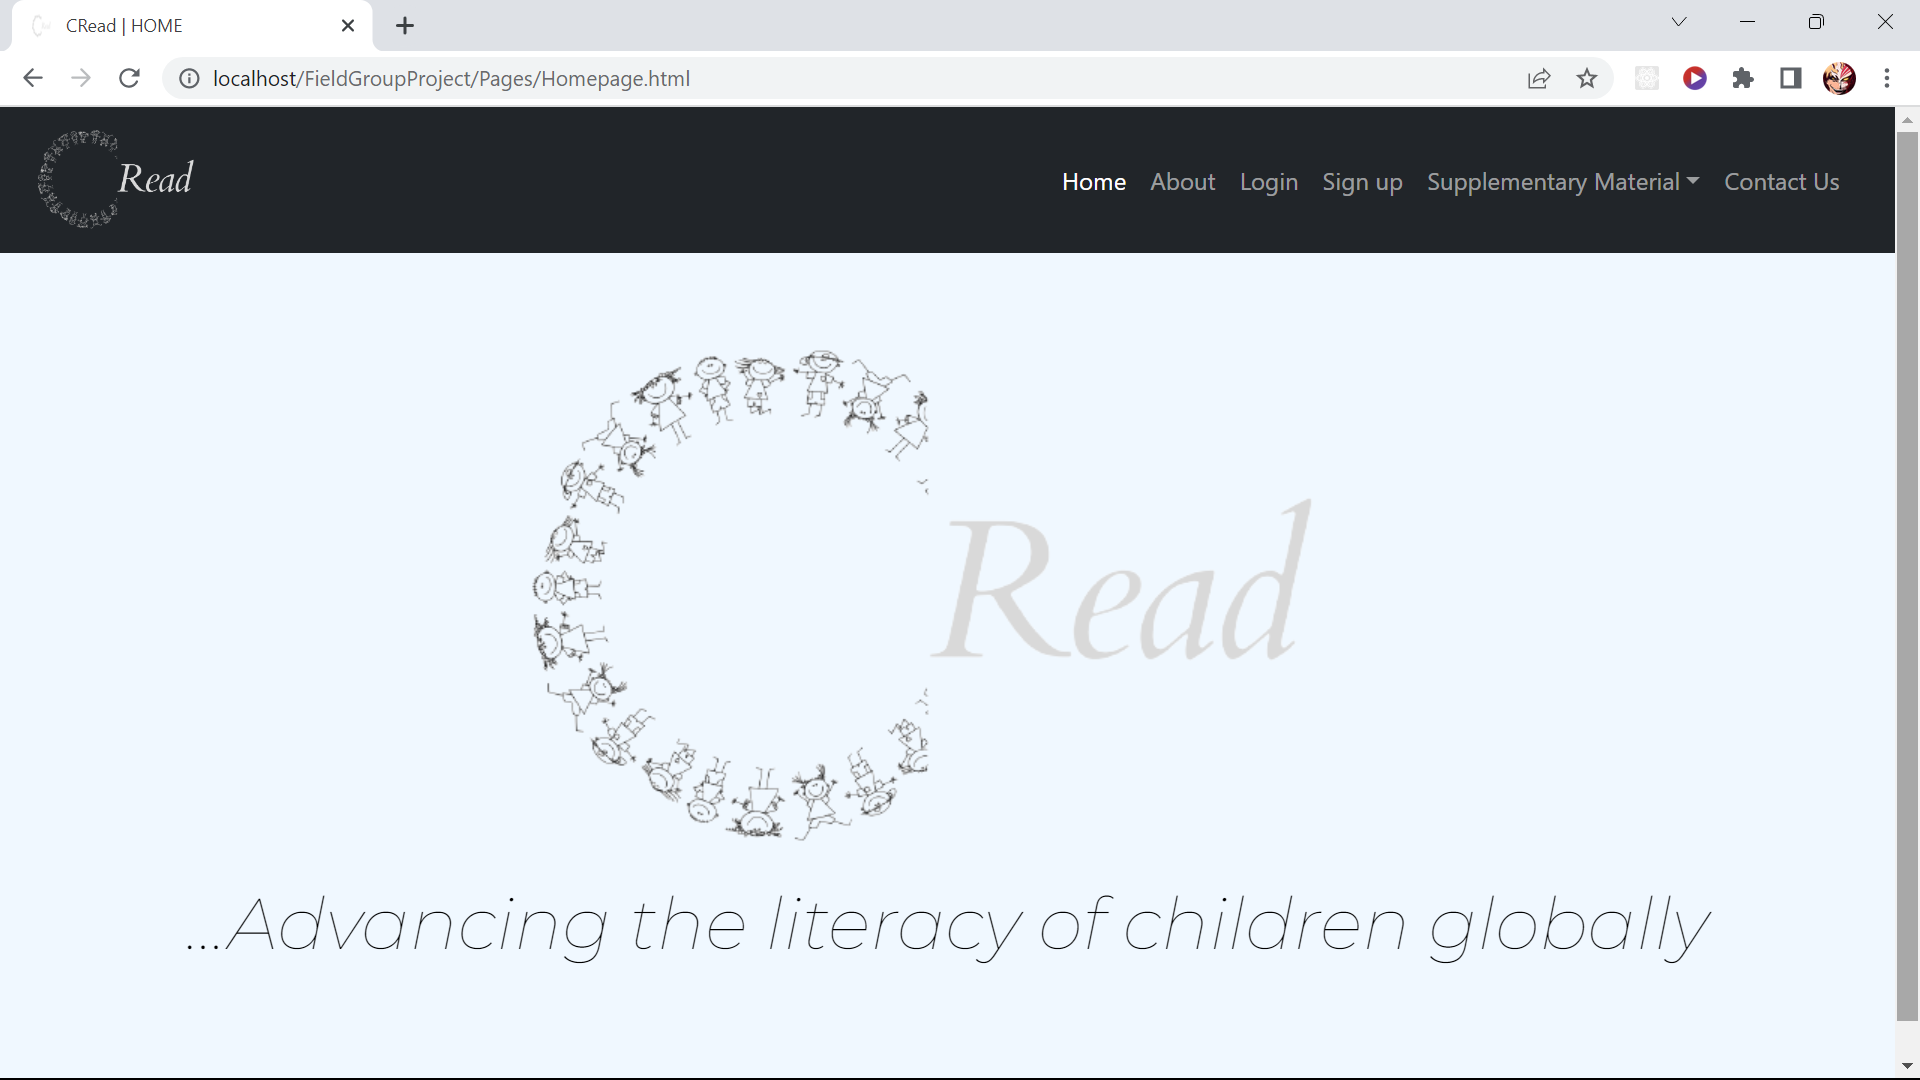 CRead | HOME
localhost/FieldGroupProject/Pages/Homepage.html
Read
Home About Login Sign up Supplementary Material Contact Us
Read
...Advancing the literacy of children globally